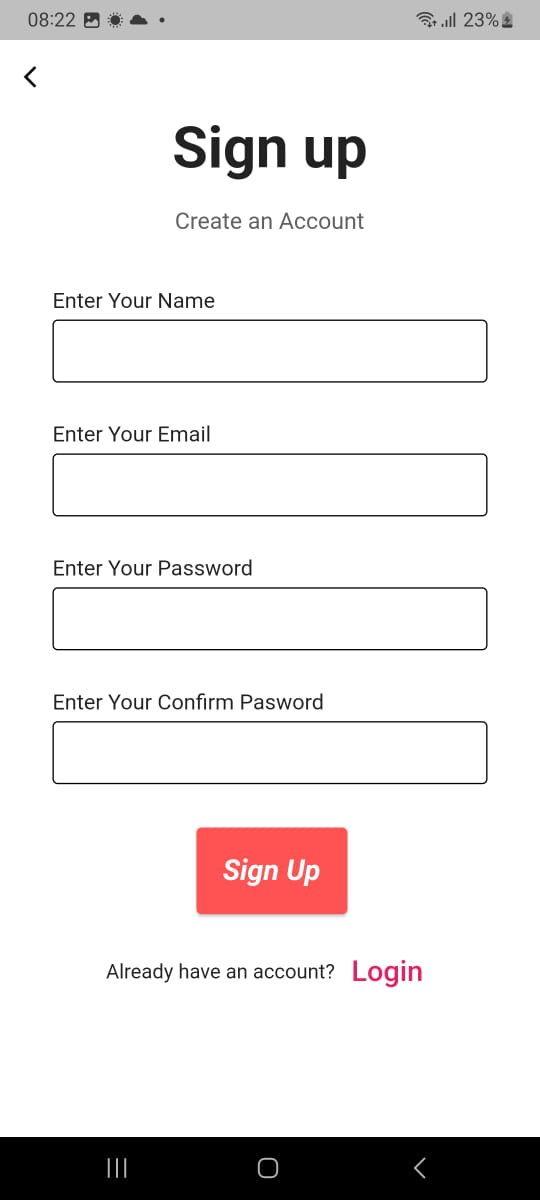 08:22 23%
Sign up
Create an Account
Enter Your Name
Enter Your Email
Enter Your Password
Enter Your Confirm Pasword
Sign Up
Already have an account? Login